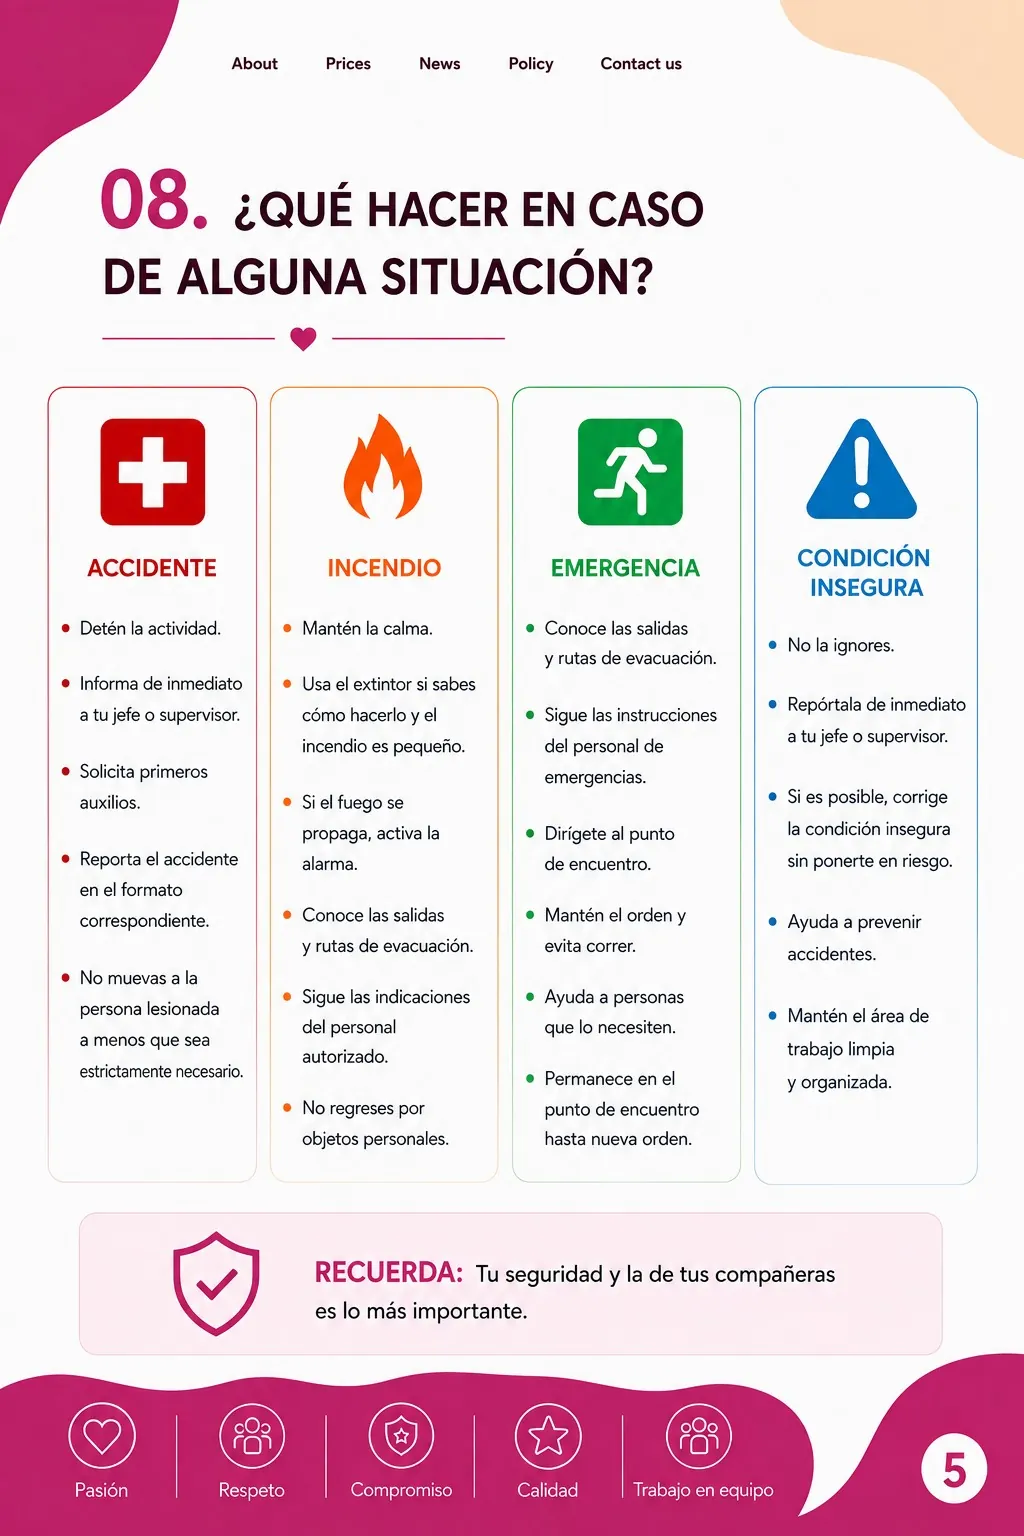 About Prices News Policy Contact us
08. ¿QUÉ HACER EN CASO
DE ALGUNA SITUACIÓN?
ACCIDENTE
Detén la actividad.
Informa de inmediato
a tu jefe o supervisor.
Solicita primeros
auxilios.
Reporta el accidente
en el formato
correspondiente.
No muevas a la
persona lesionada
a menos que sea
estrictamente necesario.
INCENDIO
Mantén la calma.
Usa el extintor si sabes
cómo hacerlo y el
incendio es pequeño.
Si el fuego se
propaga, activa la
alarma.
Conoce las salidas
y rutas de evacuación.
Sigue las indicaciones
del personal
autorizado.
No regreses por
objetos personales.
EMERGENCIA
Conoce las salidas
y rutas de evacuación.
Sigue las instrucciones
del personal de
emergencias.
Dirígete al punto
de encuentro.
Mantén el orden y
evita correr.
Ayuda a personas
que lo necesiten.
Permanece en el
punto de encuentro
hasta nueva orden.
CONDICIÓN
INSEGURA
No la ignores.
Repórtala de inmediato
a tu jefe o supervisor.
Si es posible, corrige
la condición insegura
sin ponerte en riesgo.
Ayuda a prevenir
accidentes.
Mantén el área de
trabajo limpia
y organizada.
RECUERDA: Tu seguridad y la de tus compañeras
es lo más importante.
Pasión
Respeto
Compromiso
Calidad
Trabajo en equipo
5